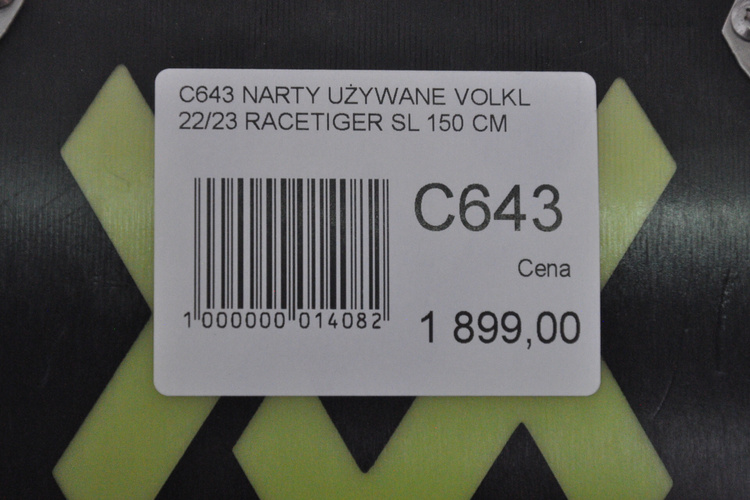 C643 NARTY UŻYWANE VOLKL
22/23 RACETIGER SL 150 CM
C643
Cena
1 899,00
1 000000 014082